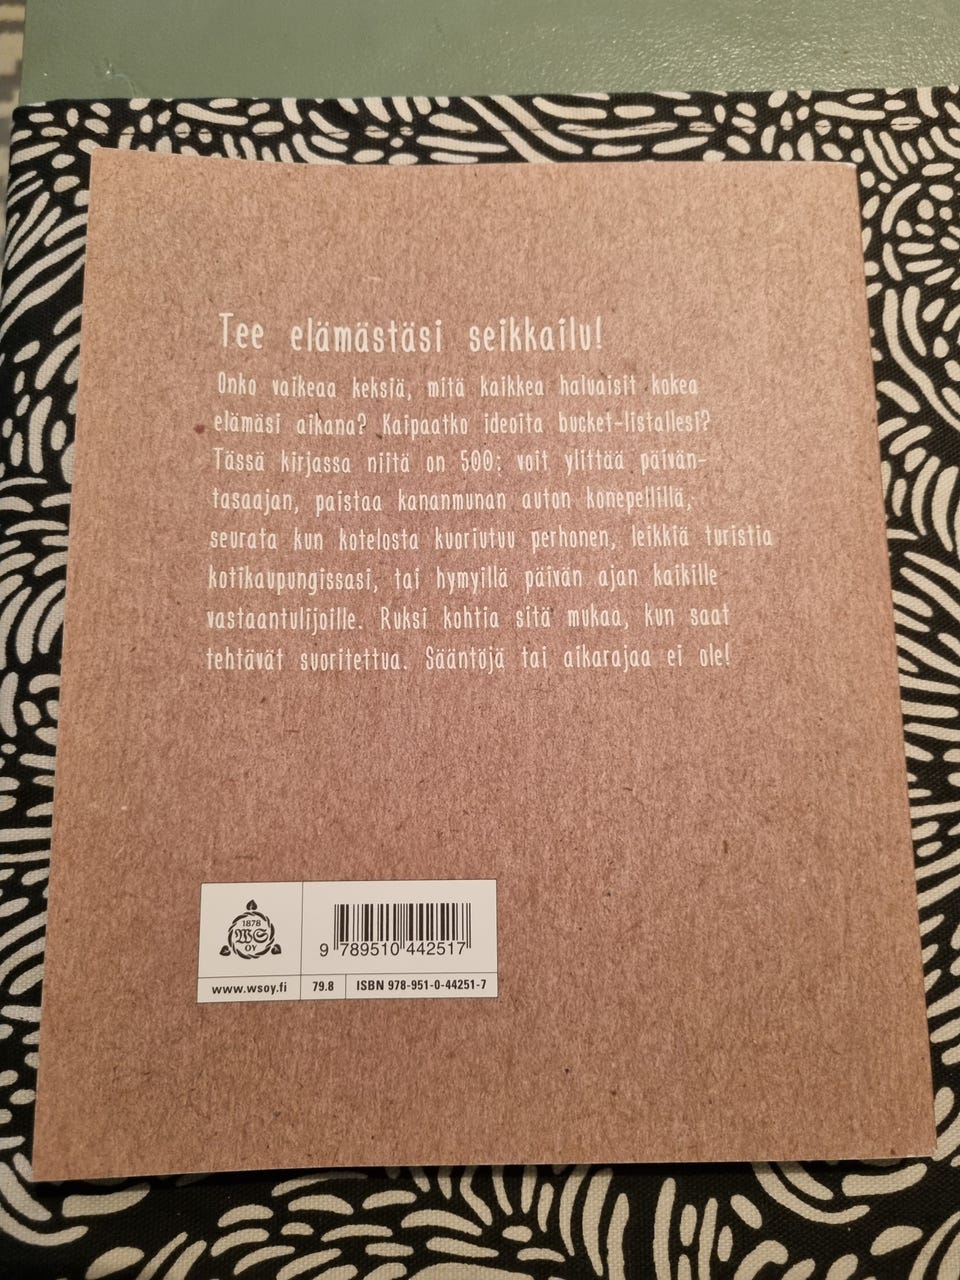 Tee elämästäsi seikkailu!
Onko vaikeaa keksiä, mitä kaikkea haluaisit kokea
elämäsi aikana? Kaipaatko ideoita bucket-listallesi?
Tässä kirjassa niitä on 500: voit ylittää päivän-
tasaajan, paistaa kananmunan auton konepellillä,
seurata kun kotelosta kuoriutuu perhonen, leikkiä turistia
kotikaupungissasi, tai hymyillä päivän ajan kaikille
vastaantulijoille. Ruksi kohtia sitä mukaa, kun saat
tehtävät suoritettua. Sääntöjä tai aikarajaa ei ole!
1878
WS
OY
9 789510 442517
www.wsoy.fi 79.8 ISBN 978-951-0-44251-7